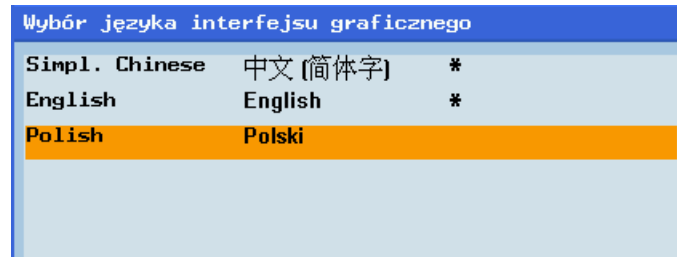 Wybór języka interfejsu graficznego
Simpl. Chinese 中文 (简体字) *
English English *
Polish Polski